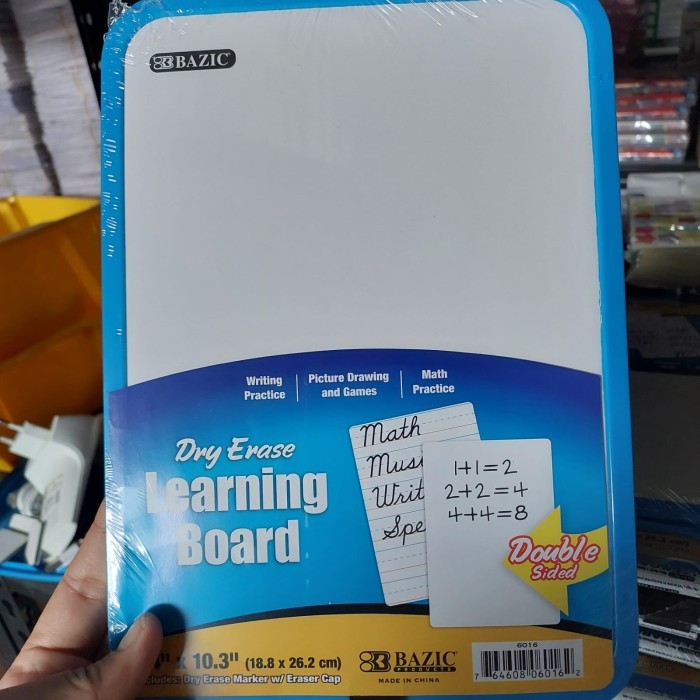 BAZIC
Writing Practice
Picture Drawing and Games
Math Practice
Dry Erase
Learning
Board
Math
Musi
Writ
Spe
1+1=2
2+2=4
4+4=8
Double
Sided
" x 10.3" (18.8 x 26.2 cm)
Includes: Dry Erase Marker w/ Eraser Cap
BAZIC
PRODUCTS
MADE IN CHINA
6016
7 64608 06016 2